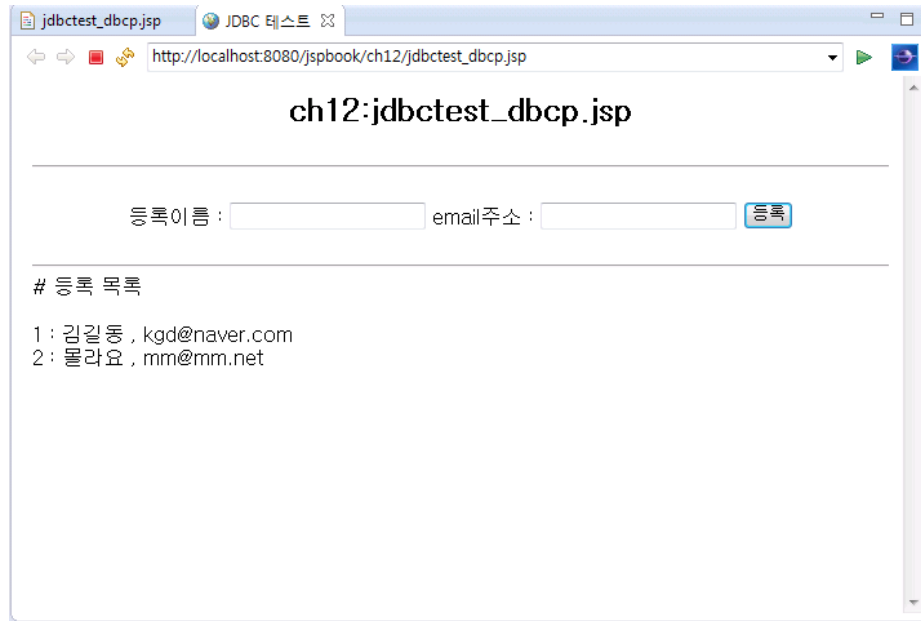 jdbctest_dbcp.jsp JDBC 테스트
http://localhost:8080/jspbook/ch12/jdbctest_dbcp.jsp
ch12:jdbctest_dbcp.jsp
등록이름 : email주소 : 등록
# 등록 목록
1 : 김길동 , kgd@naver.com
2 : 몰라요 , mm@mm.net